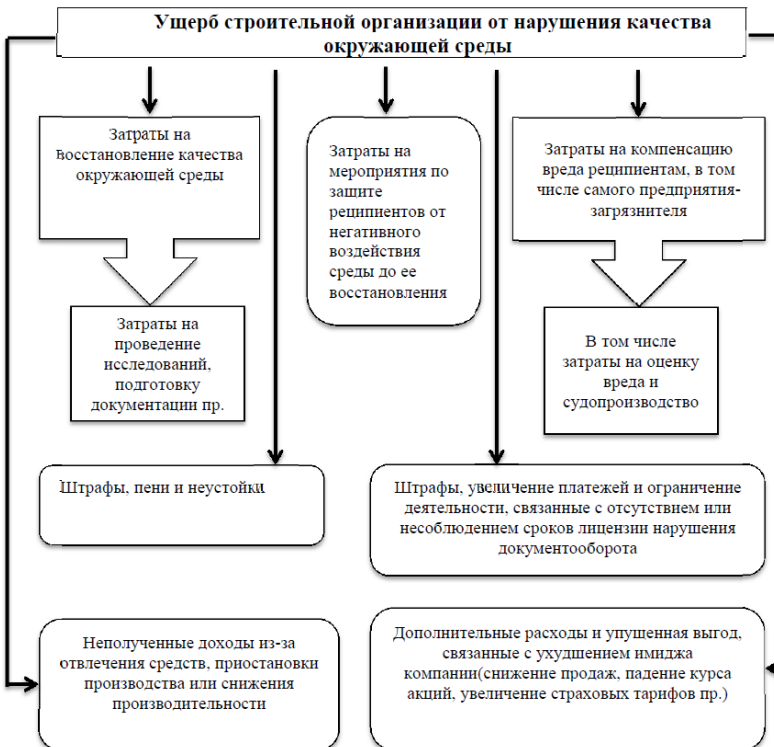 Ущерб строительной организации от нарушения качества
окружающей среды
Затраты на
восстановление качества
окружающей среды
Затраты на
мероприятия по
защите
реципиентов от
негативного
воздействия
среды до ее
восстановления
Затраты на компенсацию
вреда реципиентам, в том
числе самого предприятия-
загрязнителя
Затраты на
проведение
исследований,
подготовку
документации пр.
В том числе
затраты на оценку
вреда и
судопроизводство
Штрафы, пени и неустойки
Штрафы, увеличение платежей и ограничение
деятельности, связанные с отсутствием или
несоблюдением сроков лицензии нарушения
документооборота
Неполученные доходы из-за
отвлечения средств, приостановки
производства или снижения
производительности
Дополнительные расходы и упущенная выгод,
связанные с ухудшением имиджа
компании(снижение продаж, падение курса
акций, увеличение страховых тарифов пр.)